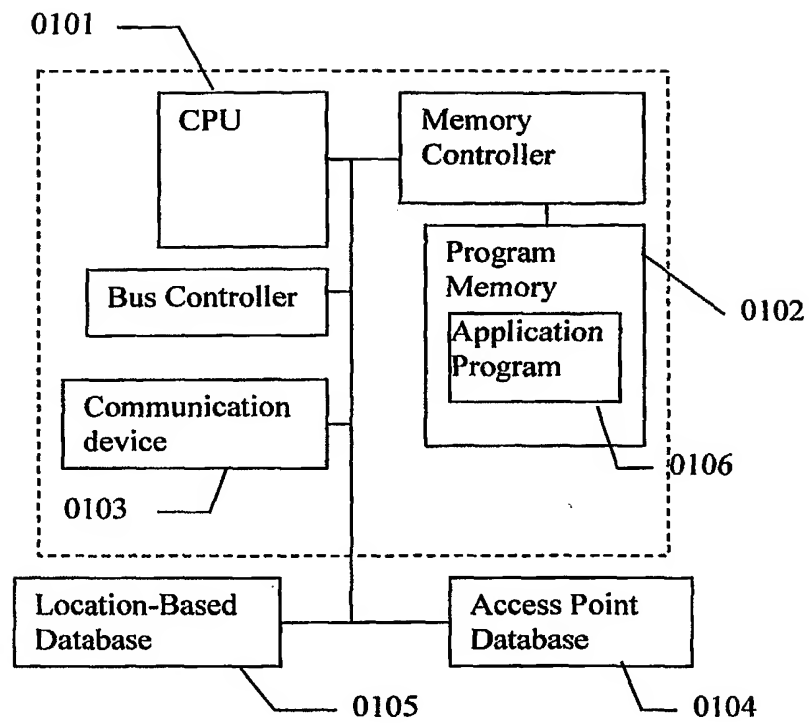 0101
CPU
Memory
Controller
Program
Memory
0102
Bus Controller
Application
Program
Communication
device
0106
0103
Location-Based
Database
Access Point
Database
0105
0104